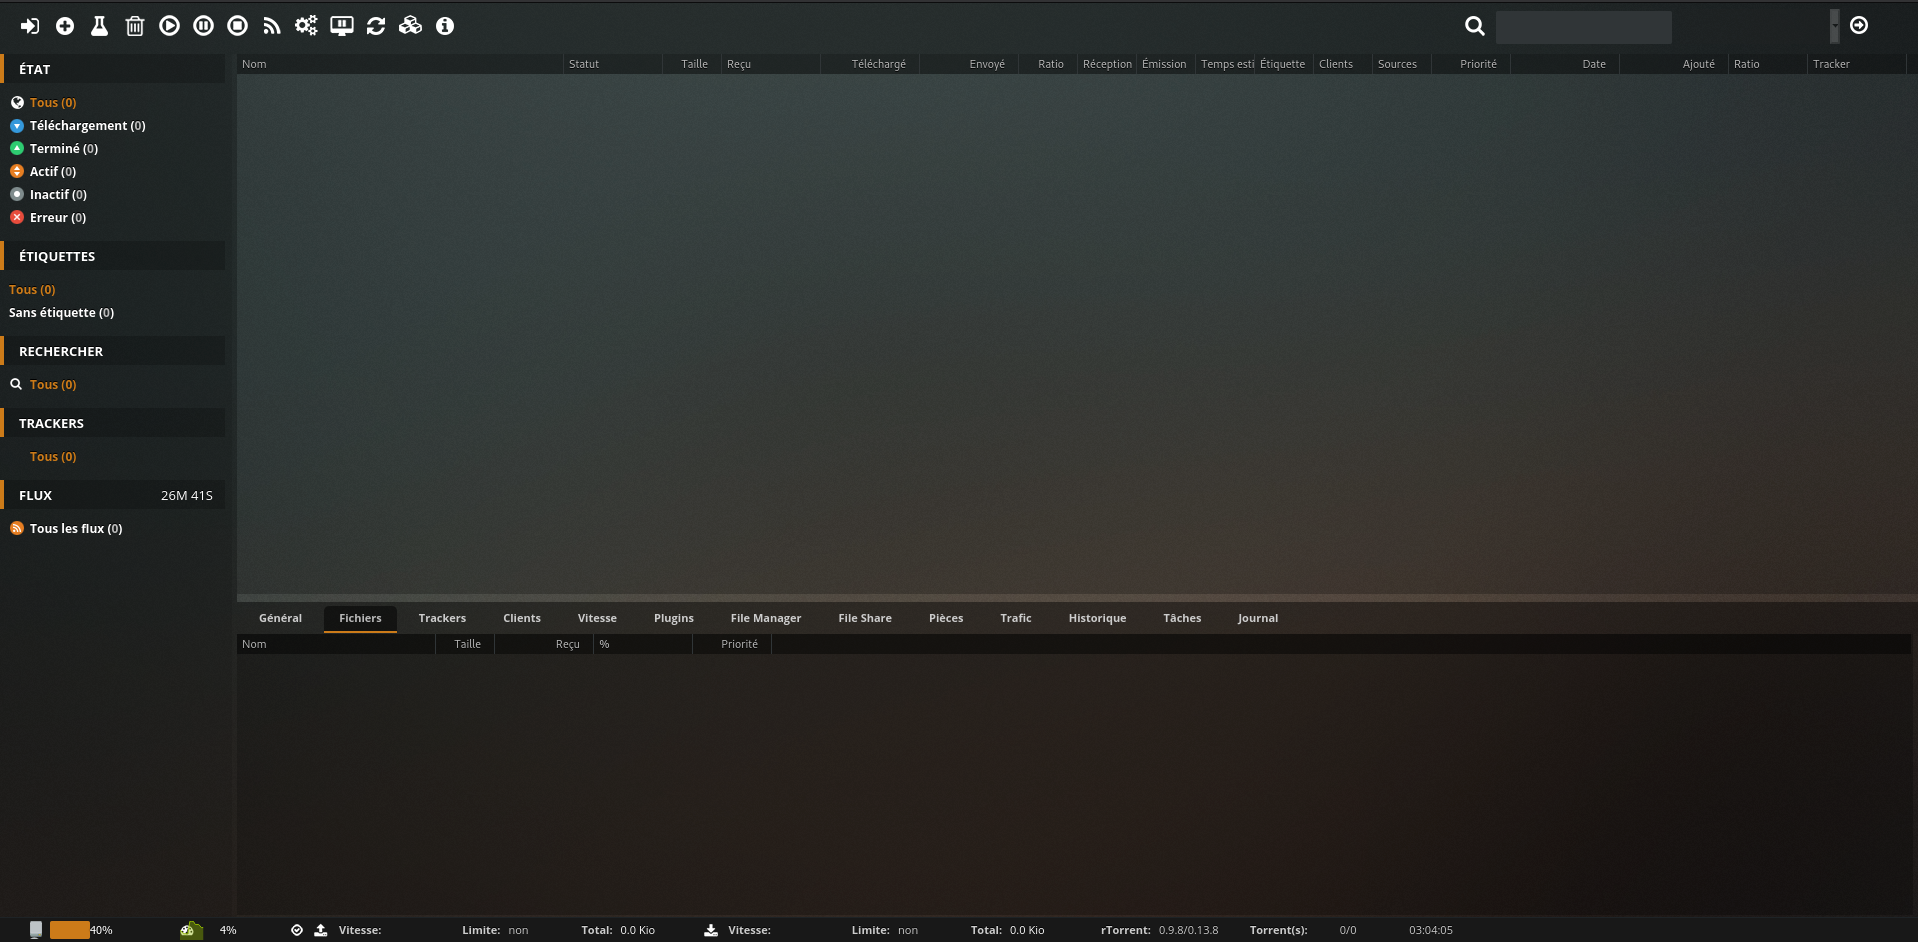 Nom Statut Taille Reçu Téléchargé Envoyé Ratio Réception Émission Temps esti Étiquette Clients Sources Priorité Date Ajouté Ratio Tracker
ÉTAT
Tous (0)
Téléchargement (0)
Terminé (0)
Actif (0)
Inactif (0)
Erreur (0)
ÉTIQUETTES
Tous (0)
Sans étiquette (0)
RECHERCHER
Tous (0)
TRACKERS
Tous (0)
FLUX 26M 41S
Tous les flux (0)
Général Fichiers Trackers Clients Vitesse Plugins File Manager File Share Pièces Trafic Historique Tâches Journal
Nom Taille Reçu % Priorité
40% 4% Vitesse: Limite: non Total: 0.0 Kio Vitesse: Limite: non Total: 0.0 Kio rTorrent: 0.9.8/0.13.8 Torrent(s): 0/0 03:04:05